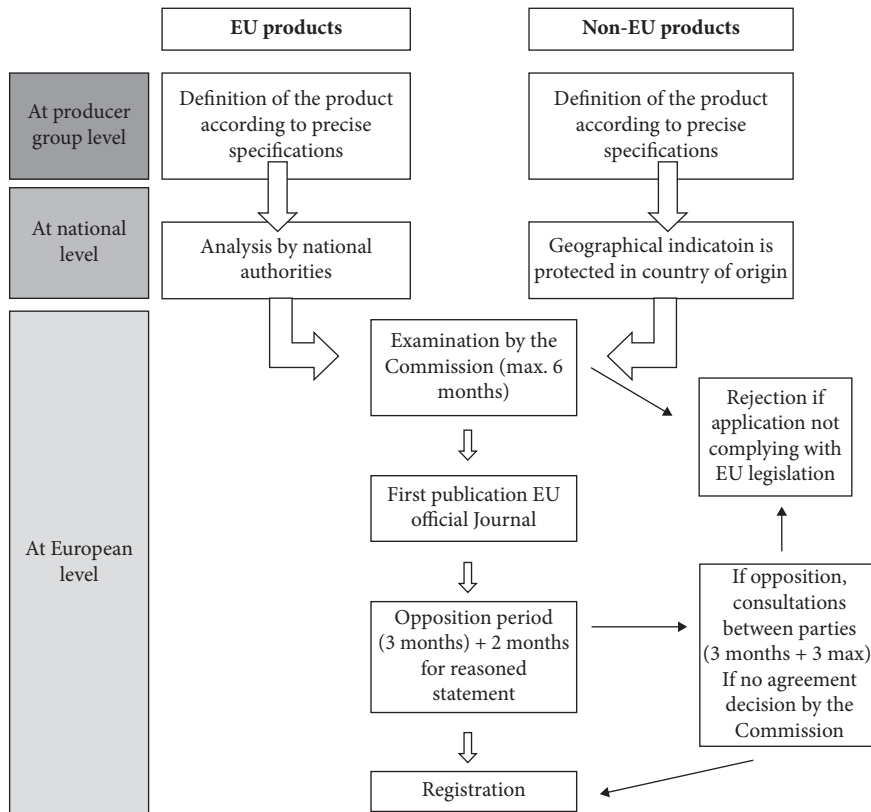 EU products
Non-EU products
At producer
group level
Definition of the product
according to precise
specifications
Definition of the product
according to precise
specifications
At national
level
Analysis by national
authorities
Geographical indicatoin is
protected in country of origin
At European
level
Examination by the
Commission (max. 6
months)
Rejection if
application not
complying with
EU legislation
First publication EU
official Journal
Opposition period
(3 months) + 2 months
for reasoned
statement
If opposition,
consultations
between parties
(3 months + 3 max)
If no agreement
decision by the
Commission
Registration